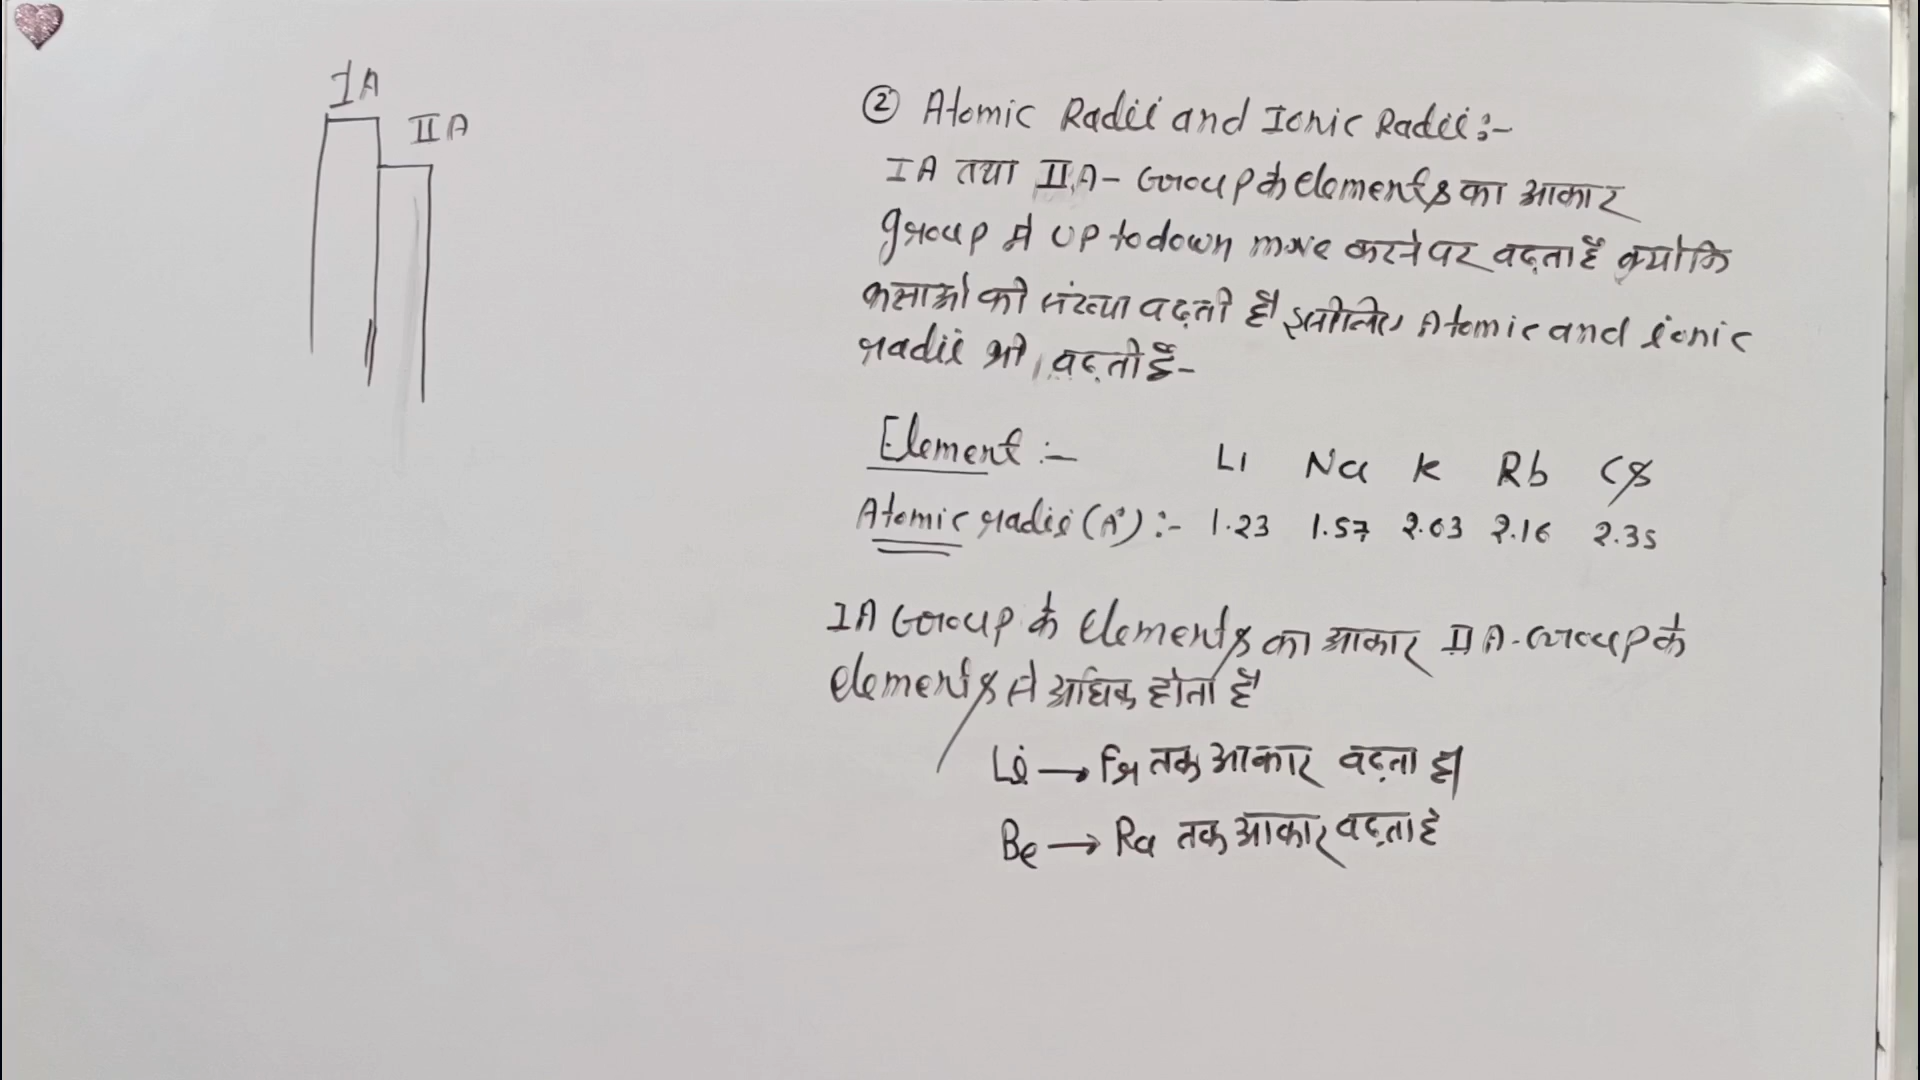 IA
IIA
② Atomic Radii and Ionic Radii:-
IA तथा IIA- Group के elements का आकार
group मे up to down move करने पर बढ़ता हैं क्योकि
कक्षाओ की संख्या बढ़ती है इसीलिए Atomic and ionic
radii भी बढ़ती हैं-
Element :- Li Na K Rb Cs
Atomic radii (A°) :- 1.23 1.57 2.03 2.16 2.35
IA Group के elements का आकार IIA-Group के
elements से अधिक होता है
Li → Fr तक आकार बढ़ता है।
Be → Ra तक आकार बढ़ता है